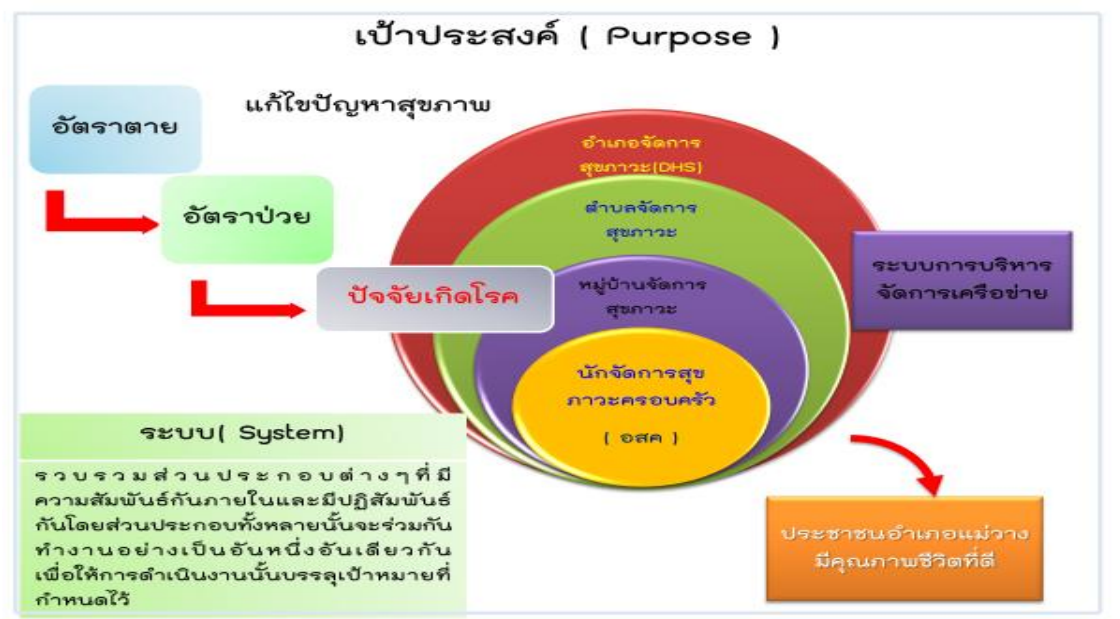 เป้าประสงค์ ( Purpose )
แก้ไขปัญหาสุขภาพ
อัตราตาย
อัตราป่วย
ปัจจัยเกิดโรค
อำเภอจัดการ
สุขภาวะ(DHS)
ตำบลจัดการ
สุขภาวะ
หมู่บ้านจัดการ
สุขภาวะ
นักจัดการสุข
ภาวะครอบครัว
( อสค )
ระบบการบริหาร
จัดการเครือข่าย
ระบบ( System)
รวบรวมส่วนประกอบต่างๆที่มี
ความสัมพันธ์กันภายในและมีปฏิสัมพันธ์
กันโดยส่วนประกอบทั้งหลายนั้นจะร่วมกัน
ทำงานอย่างเป็นอันหนึ่งอันเดียวกัน
เพื่อให้การดำเนินงานนั้นบรรลุเป้าหมายที่
กำหนดไว้
ประชาชนอำเภอแม่วาง
มีคุณภาพชีวิตที่ดี